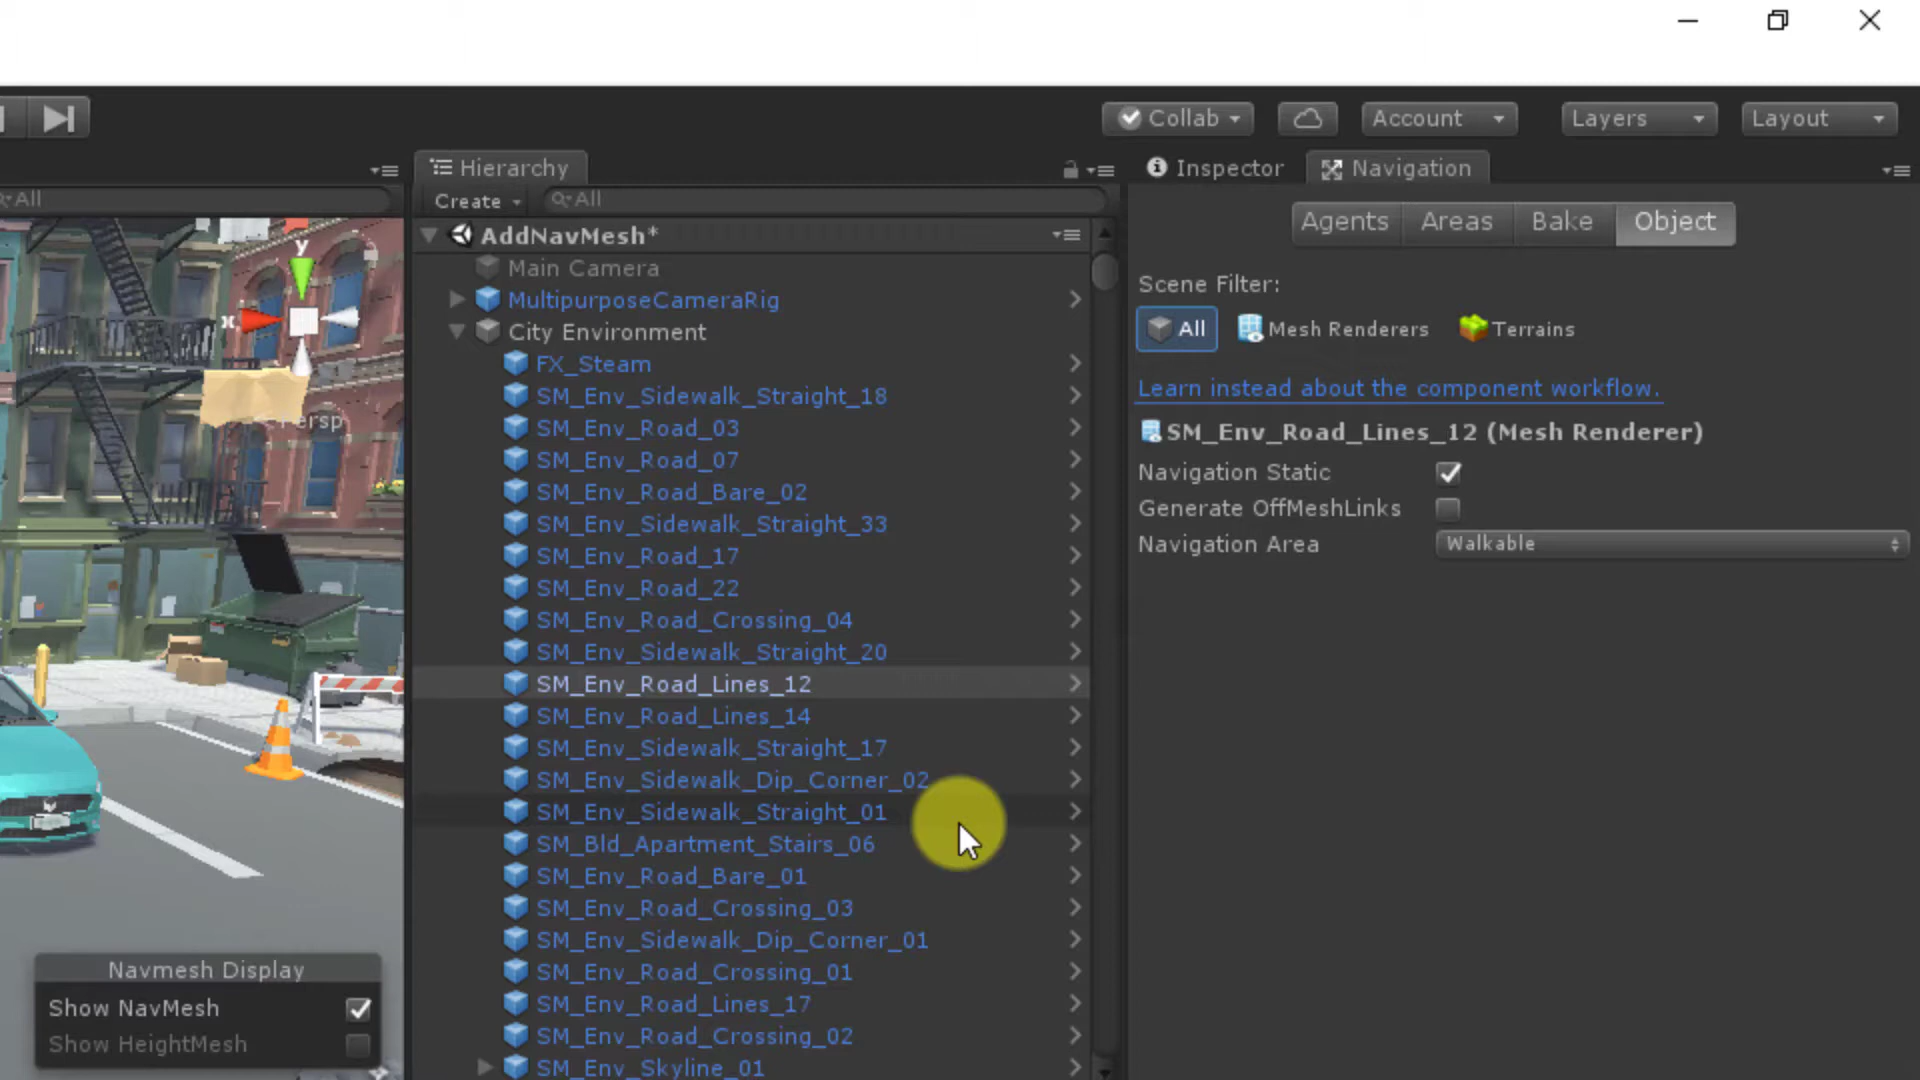 Collab
Account
Layers
Layout
Hierarchy
Inspector
Navigation
All
Create
All
Agents
Areas
Bake
Object
AddNavMesh*
Main Camera
MultipurposeCameraRig
City Environment
FX_Steam
SM_Env_Sidewalk_Straight_18
SM_Env_Road_03
SM_Env_Road_07
SM_Env_Road_Bare_02
SM_Env_Sidewalk_Straight_33
SM_Env_Road_17
SM_Env_Road_22
SM_Env_Road_Crossing_04
SM_Env_Sidewalk_Straight_20
SM_Env_Road_Lines_12
SM_Env_Road_Lines_14
SM_Env_Sidewalk_Straight_17
SM_Env_Sidewalk_Dip_Corner_02
SM_Env_Sidewalk_Straight_01
SM_Bld_Apartment_Stairs_06
SM_Env_Road_Bare_01
SM_Env_Road_Crossing_03
SM_Env_Sidewalk_Dip_Corner_01
SM_Env_Road_Crossing_01
SM_Env_Road_Lines_17
SM_Env_Road_Crossing_02
SM_Env_Skyline_01
Scene Filter:
All
Mesh Renderers
Terrains
Learn instead about the component workflow.
SM_Env_Road_Lines_12 (Mesh Renderer)
Navigation Static
Generate OffMeshLinks
Navigation Area
Walkable
y
x
Persp
Navmesh Display
Show NavMesh
Show HeightMesh